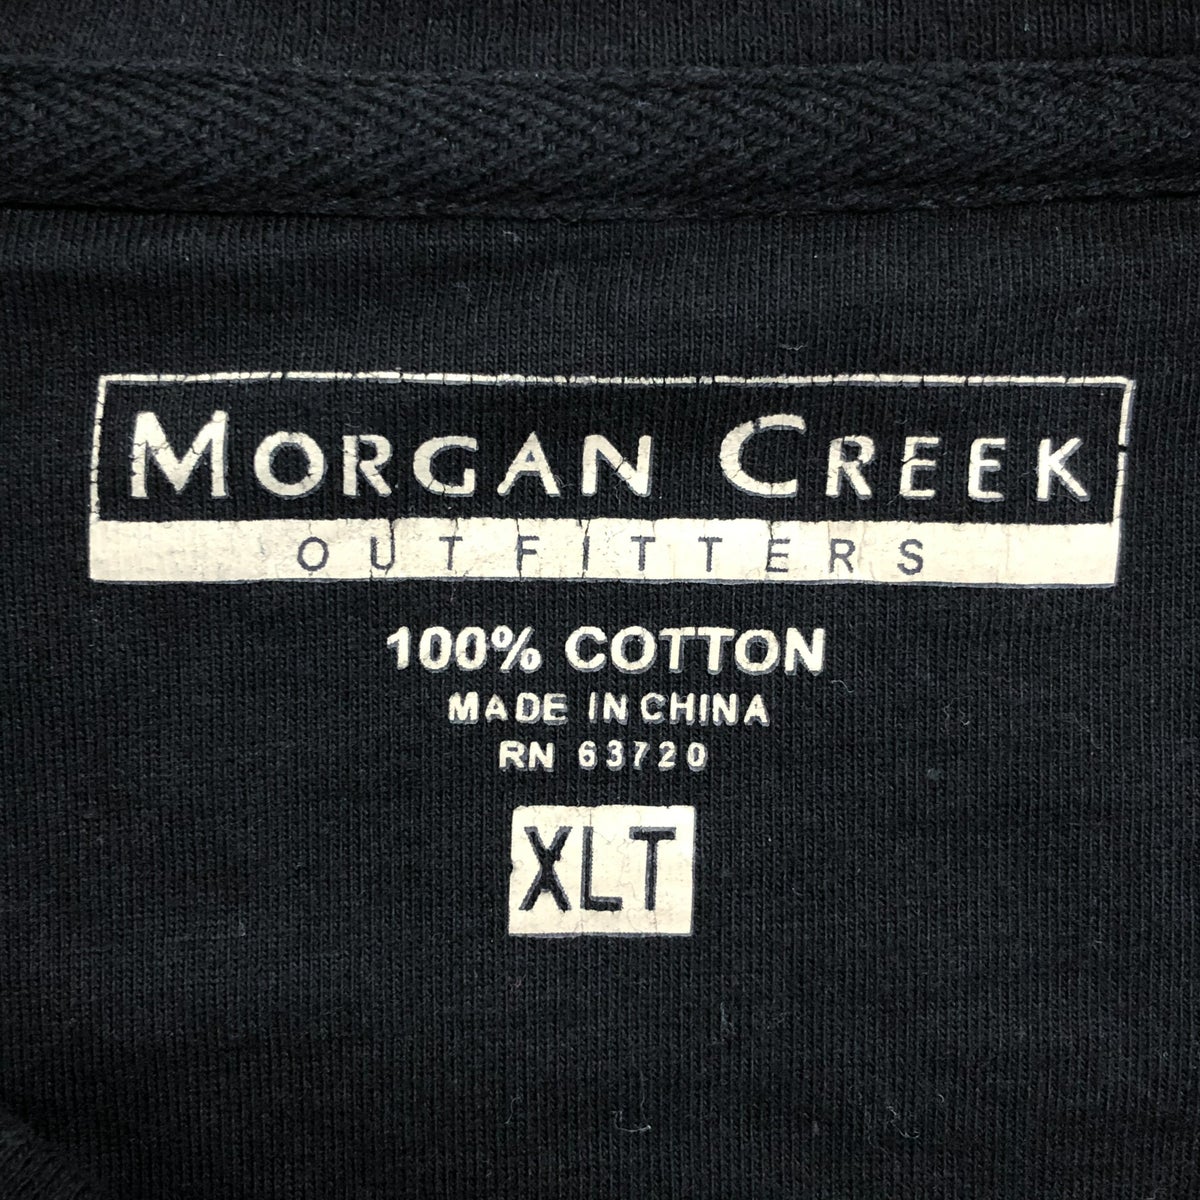 MORGAN CREEK
OUTFITTERS
100% COTTON
MADE IN CHINA
RN 63720
XLT